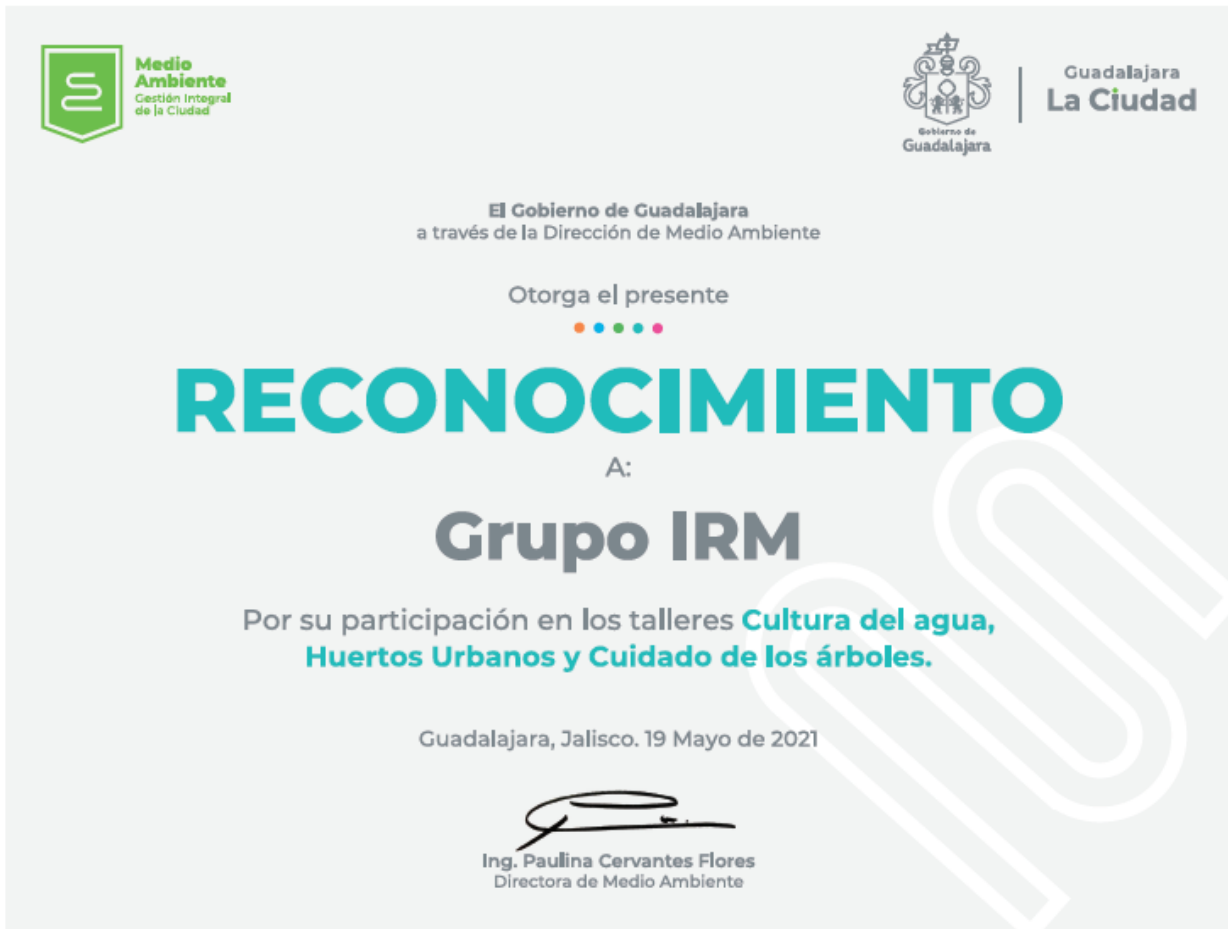 Medio
Ambiente
Gestión Integral
de la Ciudad
Gobierno de
Guadalajara
Guadalajara
La Ciudad
El Gobierno de Guadalajara
a través de la Dirección de Medio Ambiente
Otorga el presente
RECONOCIMIENTO
A:
Grupo IRM
Por su participación en los talleres Cultura del agua,
Huertos Urbanos y Cuidado de los árboles.
Guadalajara, Jalisco. 19 Mayo de 2021
Ing. Paulina Cervantes Flores
Directora de Medio Ambiente